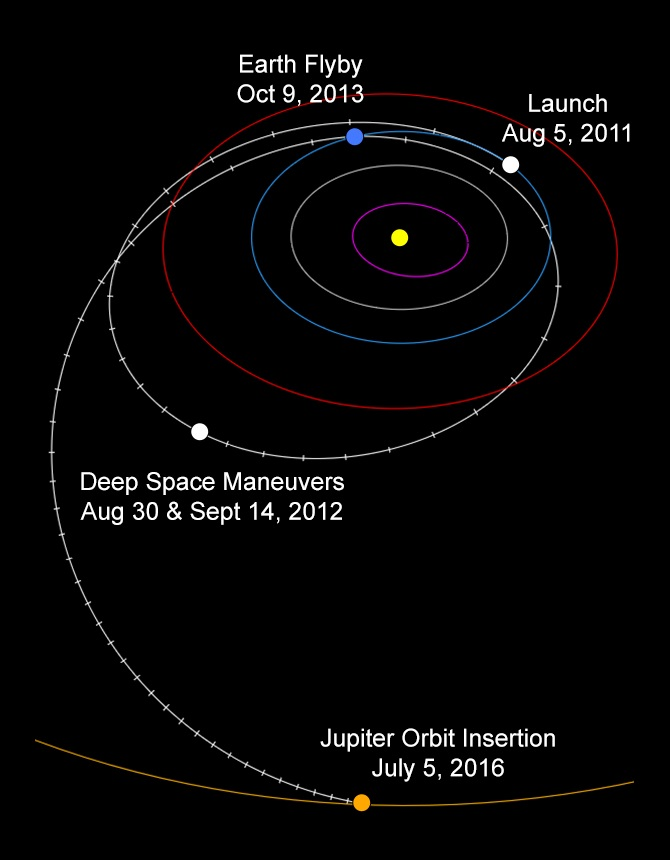 Earth Flyby
Oct 9, 2013
Launch
Aug 5, 2011
Deep Space Maneuvers
Aug 30 & Sept 14, 2012
Jupiter Orbit Insertion
July 5, 2016